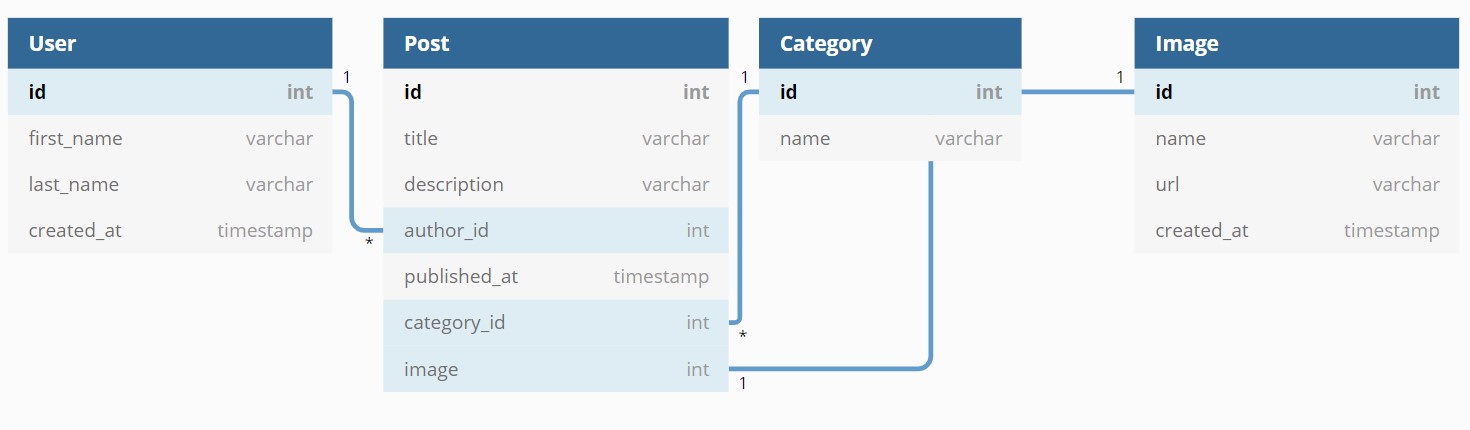 User
id int
first_name varchar
last_name varchar
created_at timestamp
1
*
Post
id int
title varchar
description varchar
author_id int
published_at timestamp
category_id int
image int
1
*
1
Category
id int
name varchar
1
Image
id int
name varchar
url varchar
created_at timestamp